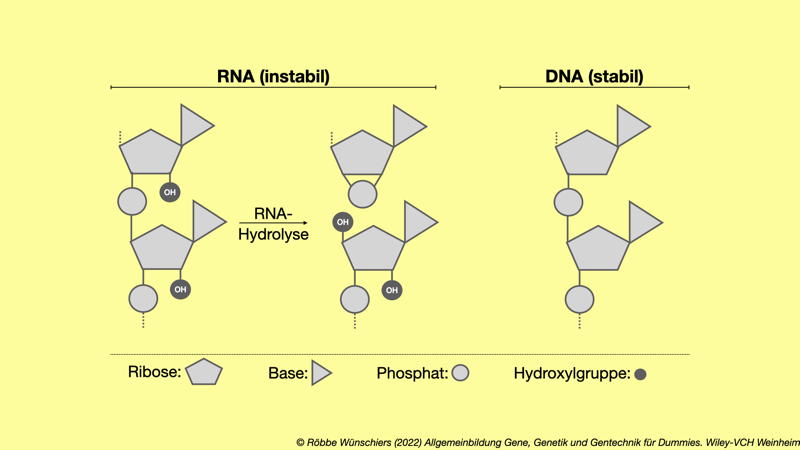 RNA (instabil)
DNA (stabil)
OH
OH
RNA-
Hydrolyse
OH
OH
Ribose:
Base:
Phosphat:
Hydroxylgruppe:
© Röbbe Wünschiers (2022) Allgemeinbildung Gene, Genetik und Gentechnik für Dummies. Wiley-VCH Weinheim